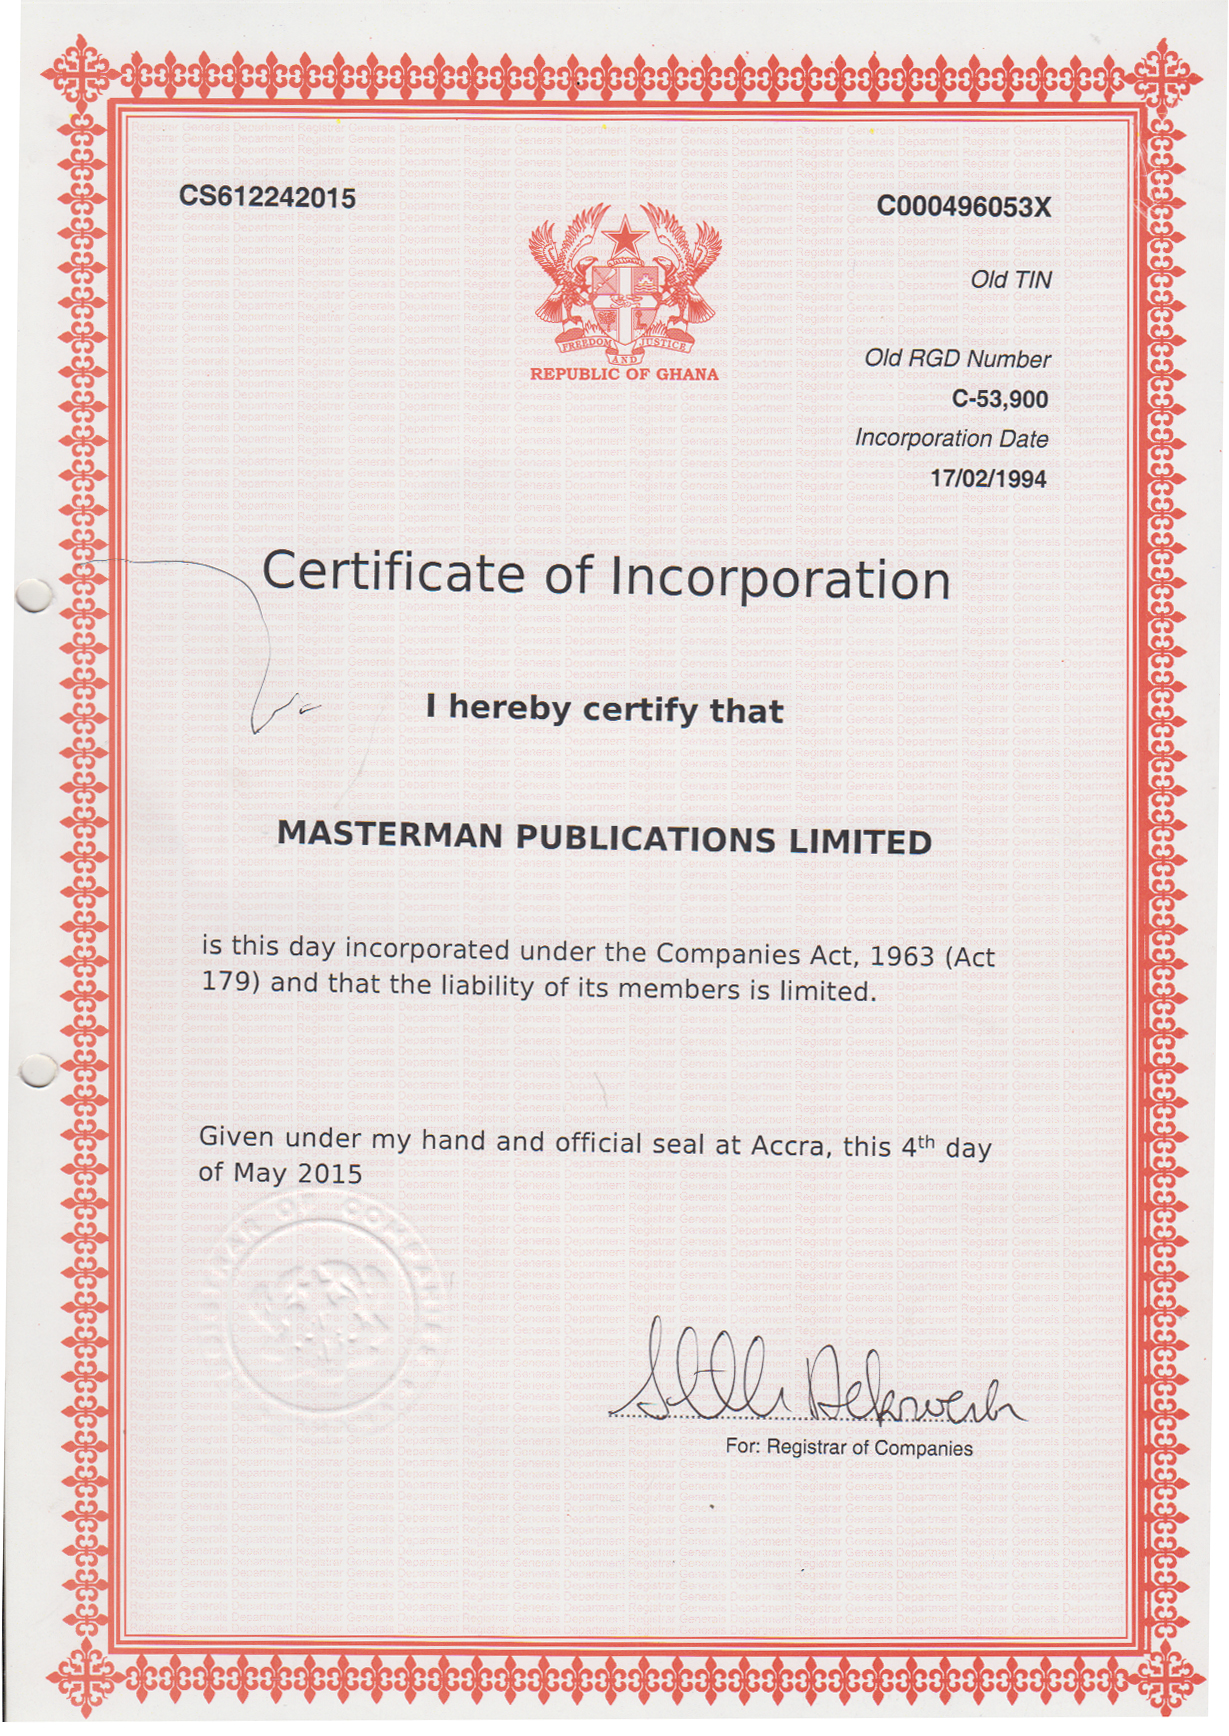 CS612242015
C000496053X
Old TIN
Old RGD Number
C-53,900
Incorporation Date
17/02/1994
FREEDOM AND JUSTICE
REPUBLIC OF GHANA
Certificate of Incorporation
I hereby certify that
MASTERMAN PUBLICATIONS LIMITED
is this day incorporated under the Companies Act, 1963 (Act
179) and that the liability of its members is limited.
Given under my hand and official seal at Accra, this 4th day
of May 2015
For: Registrar of Companies